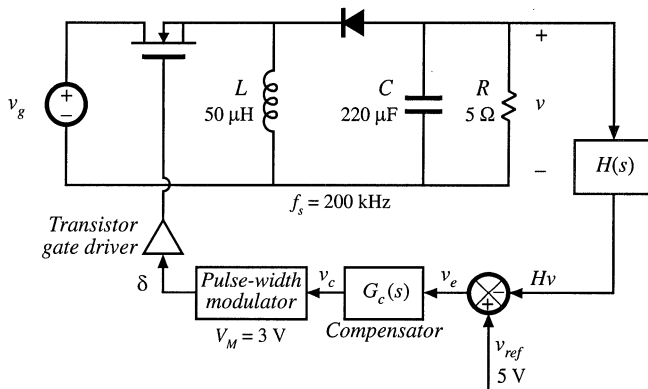 +
L
C
R
v_g
+
−
50 µH
220 µF
5 Ω
v
−
H(s)
f_s = 200 kHz
Transistor
gate driver
δ
Pulse-width
modulator
v_c
G_c(s)
v_e
−
+
Hv
V_M = 3 V
Compensator
v_ref
5 V